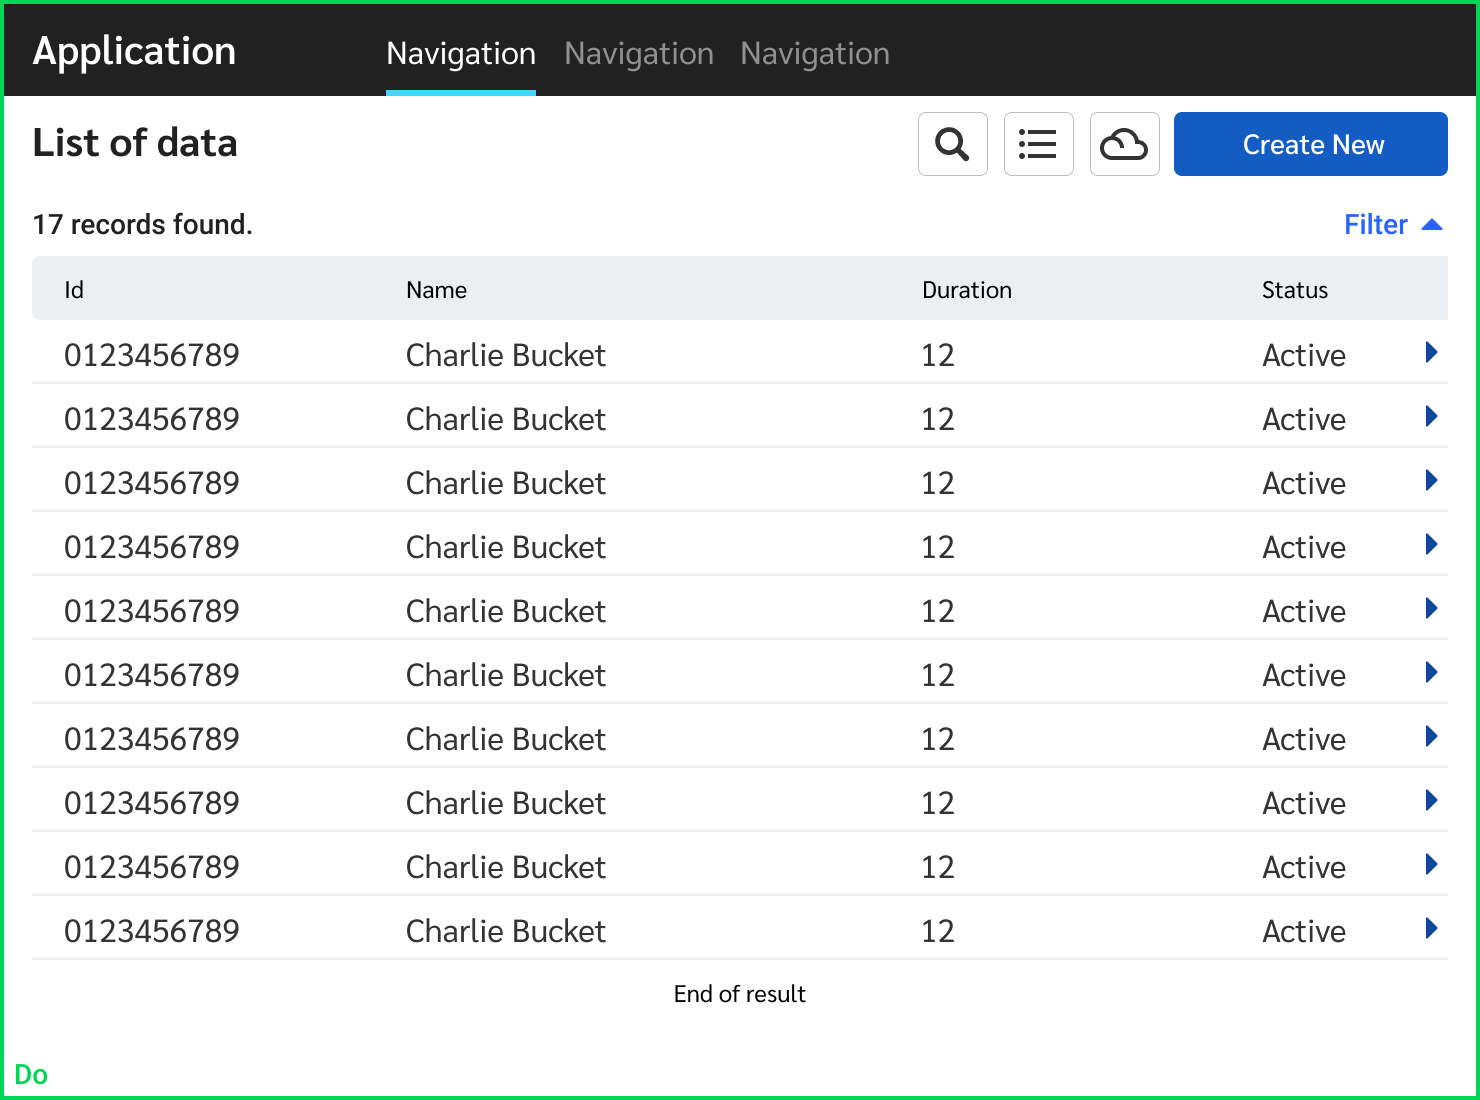 Application Navigation Navigation Navigation
List of data Create New
17 records found. Filter
Id Name Duration Status
0123456789 Charlie Bucket 12 Active
0123456789 Charlie Bucket 12 Active
0123456789 Charlie Bucket 12 Active
0123456789 Charlie Bucket 12 Active
0123456789 Charlie Bucket 12 Active
0123456789 Charlie Bucket 12 Active
0123456789 Charlie Bucket 12 Active
0123456789 Charlie Bucket 12 Active
0123456789 Charlie Bucket 12 Active
0123456789 Charlie Bucket 12 Active
End of result
Do